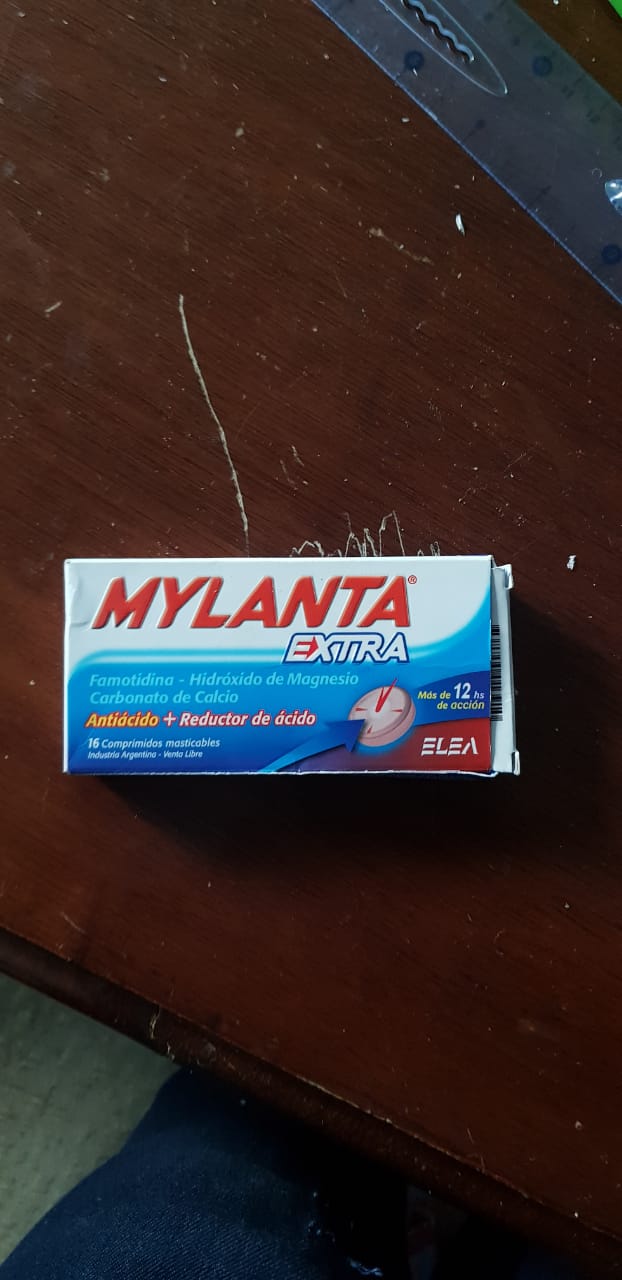 MYLANTA®
EXTRA
Famotidina - Hidróxido de Magnesio
Carbonato de Calcio
Antiácido + Reductor de ácido
Más de 12 hs
de acción
16 Comprimidos masticables
Industria Argentina - Venta Libre
ELEA